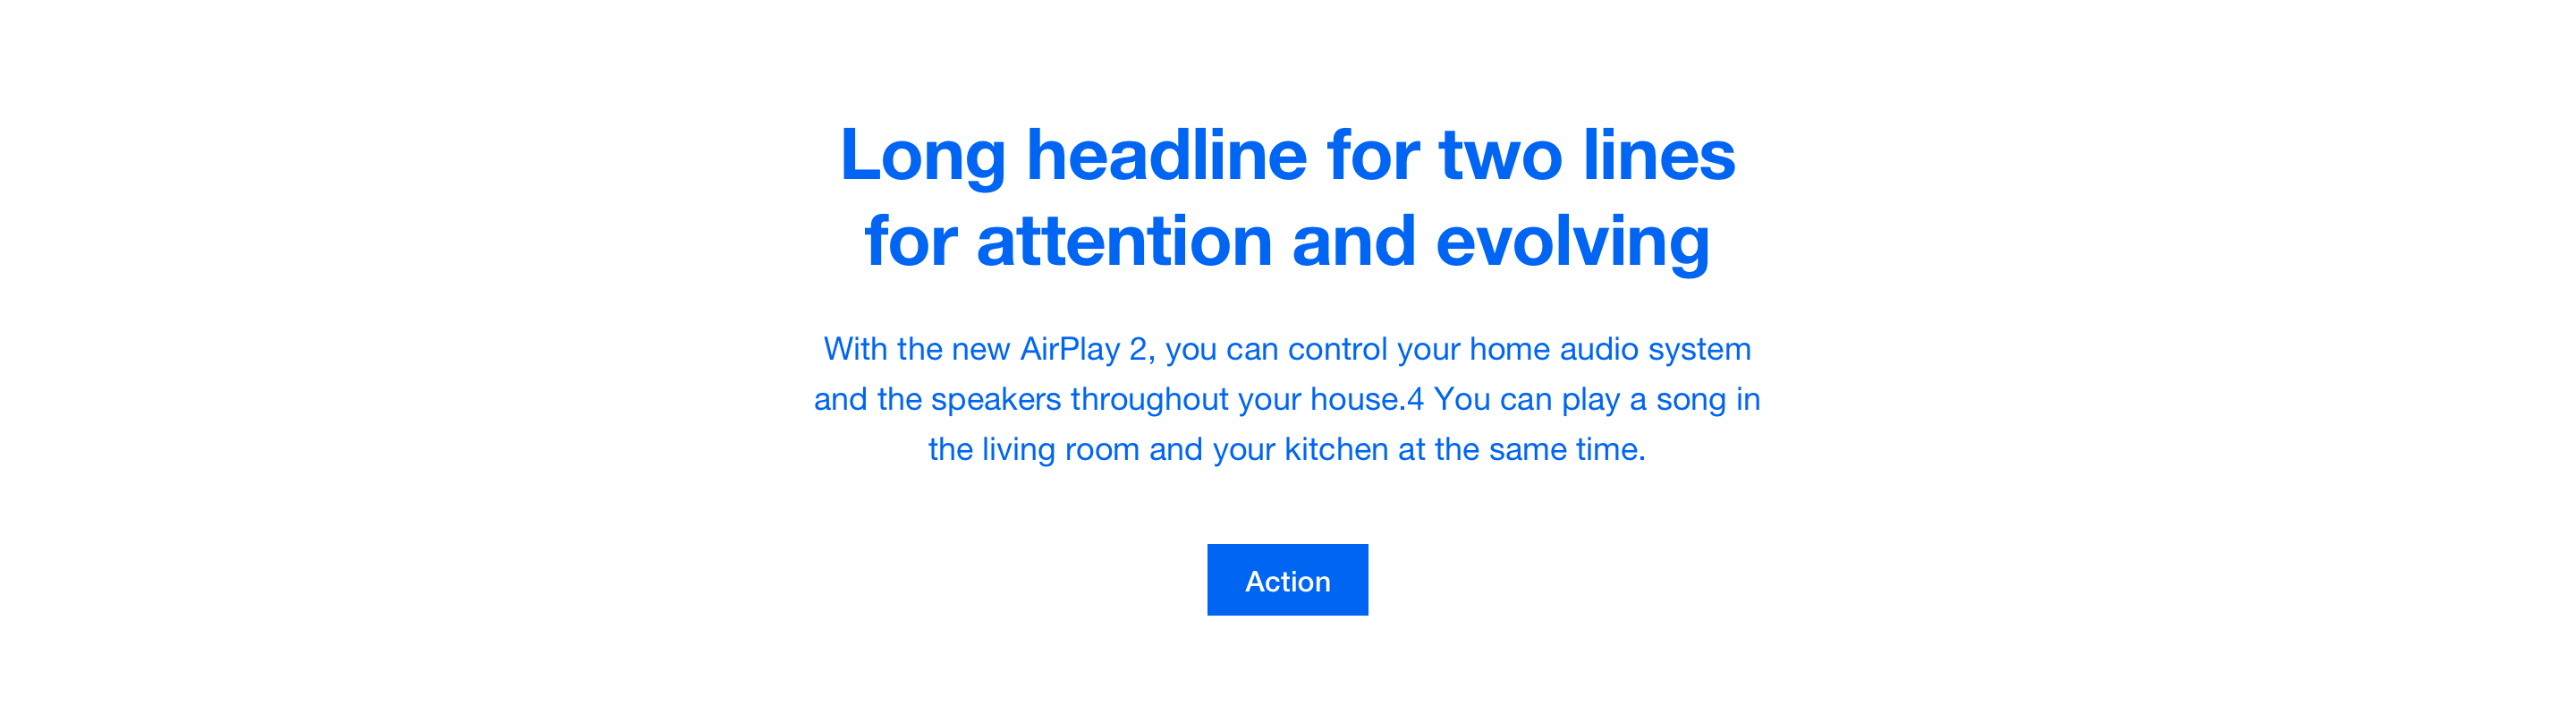 Long headline for two lines
for attention and evolving
With the new AirPlay 2, you can control your home audio system
and the speakers throughout your house.4 You can play a song in
the living room and your kitchen at the same time.
Action